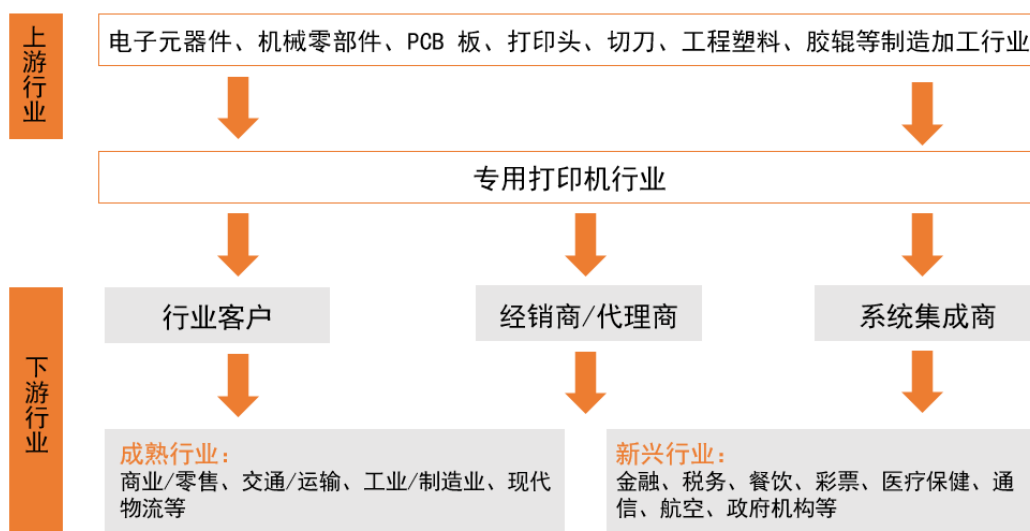 上游行业
电子元器件、机械零部件、PCB 板、打印头、切刀、工程塑料、胶辊等制造加工行业
专用打印机行业
下游行业
行业客户
经销商/代理商
系统集成商
成熟行业：
商业/零售、交通/运输、工业/制造业、现代
物流等
新兴行业：
金融、税务、餐饮、彩票、医疗保健、通
信、航空、政府机构等